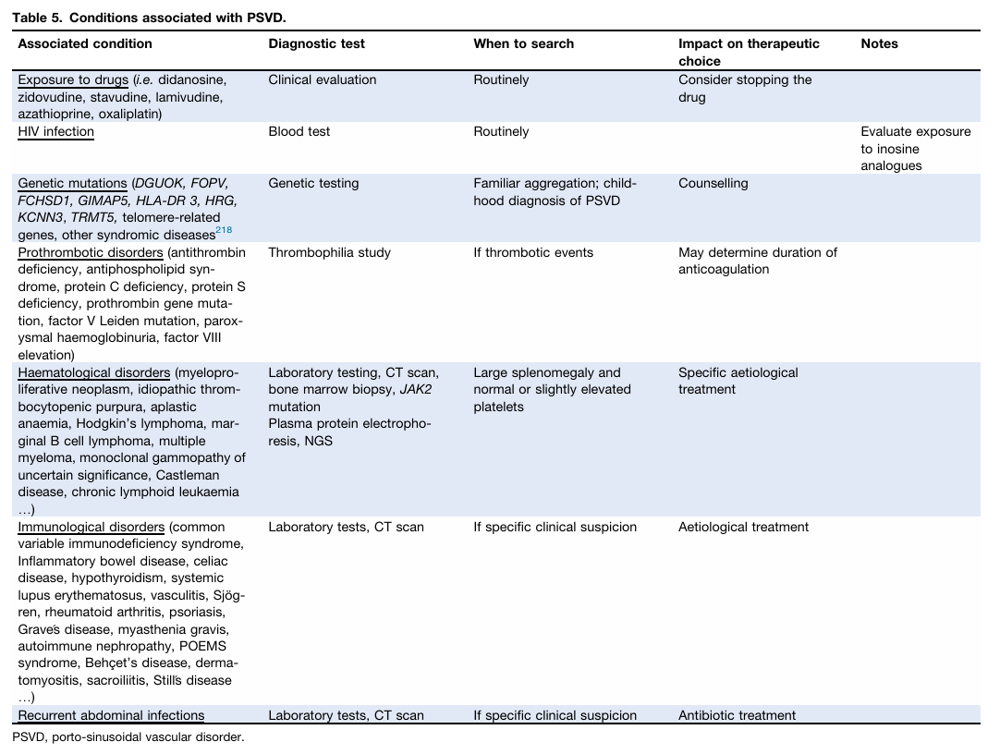 Table 5. Conditions associated with PSVD.
Associated condition Diagnostic test When to search Impact on therapeutic choice Notes
Exposure to drugs (i.e. didanosine, Clinical evaluation Routinely Consider stopping the
zidovudine, stavudine, lamivudine, drug
azathioprine, oxaliplatin)
HIV infection Blood test Routinely Evaluate exposure
to inosine
analogues
Genetic mutations (DGUOK, FOPV, Genetic testing Familiar aggregation; child- Counselling
FCHSD1, GIMAP5, HLA-DR 3, HRG, hood diagnosis of PSVD
KCNN3, TRMT5, telomere-related
genes, other syndromic diseases218
Prothrombotic disorders (antithrombin Thrombophilia study If thrombotic events May determine duration of
deficiency, antiphospholipid syn- anticoagulation
drome, protein C deficiency, protein S
deficiency, prothrombin gene muta-
tion, factor V Leiden mutation, parox-
ysmal haemoglobinuria, factor VIII
elevation)
Haematological disorders (myelopro- Laboratory testing, CT scan, Large splenomegaly and Specific aetiological
liferative neoplasm, idiopathic throm- bone marrow biopsy, JAK2 normal or slightly elevated treatment
bocytopenic purpura, aplastic mutation platelets
anaemia, Hodgkin's lymphoma, mar- Plasma protein electropho-
ginal B cell lymphoma, multiple resis, NGS
myeloma, monoclonal gammopathy of
uncertain significance, Castleman
disease, chronic lymphoid leukaemia
…)
Immunological disorders (common Laboratory tests, CT scan If specific clinical suspicion Aetiological treatment
variable immunodeficiency syndrome,
Inflammatory bowel disease, celiac
disease, hypothyroidism, systemic
lupus erythematosus, vasculitis, Sjög-
ren, rheumatoid arthritis, psoriasis,
Grave's disease, myasthenia gravis,
autoimmune nephropathy, POEMS
syndrome, Behçet's disease, derma-
tomyositis, sacroiliitis, Still's disease
…)
Recurrent abdominal infections Laboratory tests, CT scan If specific clinical suspicion Antibiotic treatment
PSVD, porto-sinusoidal vascular disorder.